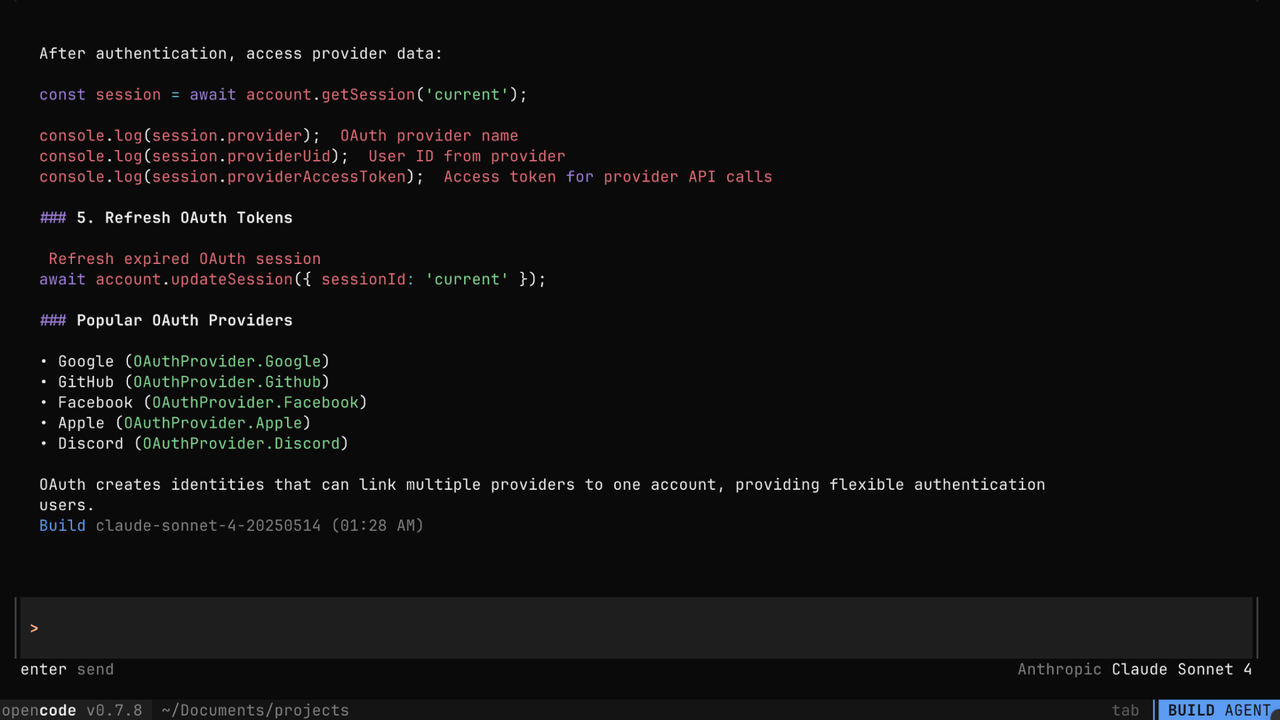 After authentication, access provider data:
const session = await account.getSession('current');
console.log(session.provider);  OAuth provider name
console.log(session.providerUid);  User ID from provider
console.log(session.providerAccessToken);  Access token for provider API calls
### 5. Refresh OAuth Tokens
Refresh expired OAuth session
await account.updateSession({ sessionId: 'current' });
### Popular OAuth Providers
• Google (OAuthProvider.Google)
• GitHub (OAuthProvider.Github)
• Facebook (OAuthProvider.Facebook)
• Apple (OAuthProvider.Apple)
• Discord (OAuthProvider.Discord)
OAuth creates identities that can link multiple providers to one account, providing flexible authentication
users.
Build claude-sonnet-4-20250514 (01:28 AM)
>
enter send
Anthropic Claude Sonnet 4
opencode v0.7.8 ~/Documents/projects
tab BUILD AGENT